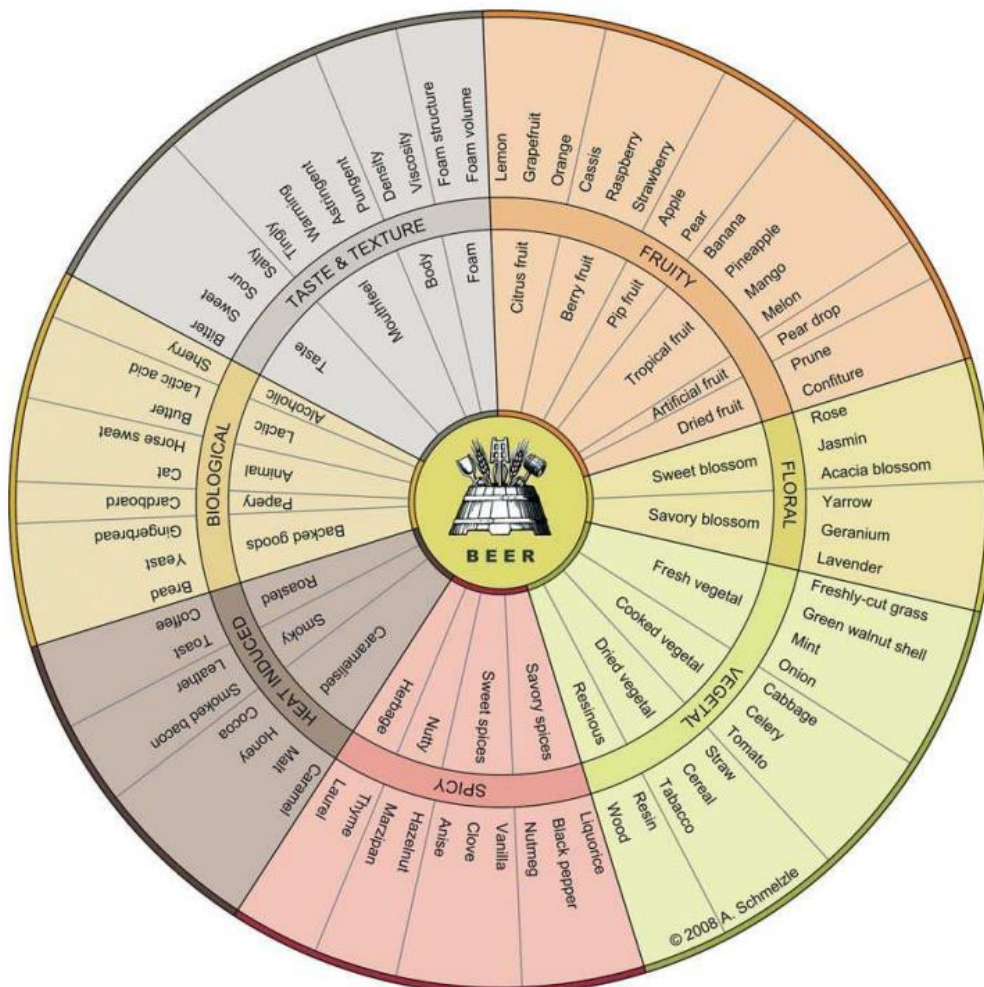 BEER
TASTE & TEXTURE
Taste
Bitter
Sweet
Sour
Salty
Mouthfeel
Tingly
Warming
Astringent
Pungent
Body
Density
Viscosity
Foam
Foam structure
Foam volume
FRUITY
Citrus fruit
Lemon
Grapefruit
Orange
Berry fruit
Cassis
Raspberry
Strawberry
Pip fruit
Apple
Pear
Tropical fruit
Banana
Pineapple
Mango
Melon
Artificial fruit
Pear drop
Dried fruit
Prune
Confiture
FLORAL
Sweet blossom
Rose
Jasmin
Acacia blossom
Savory blossom
Yarrow
Geranium
Lavender
VEGETAL
Fresh vegetal
Freshly-cut grass
Green walnut shell
Mint
Onion
Cooked vegetal
Cabbage
Celery
Tomato
Dried vegetal
Straw
Cereal
Tabacco
Resinous
Resin
Wood
SPICY
Savory spices
Liquorice
Black pepper
Nutmeg
Sweet spices
Vanilla
Clove
Anise
Nutty
Hazelnut
Marzipan
Herbage
Thyme
Laurel
HEAT INDUCED
Caramelised
Caramel
Malt
Honey
Cocoa
Smoky
Smoked bacon
Leather
Roasted
Toast
Coffee
BIOLOGICAL
Backed goods
Bread
Yeast
Gingerbread
Papery
Cardboard
Animal
Cat
Horse sweat
Lactic
Butter
Lactic acid
Alcoholic
Sherry
© 2008 A. Schmelzle